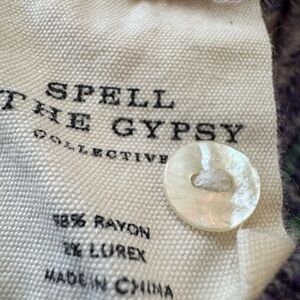 SPELL
THE GYPSY
COLLECTIVE
98% RAYON
2% LUREX
MADE IN CHINA